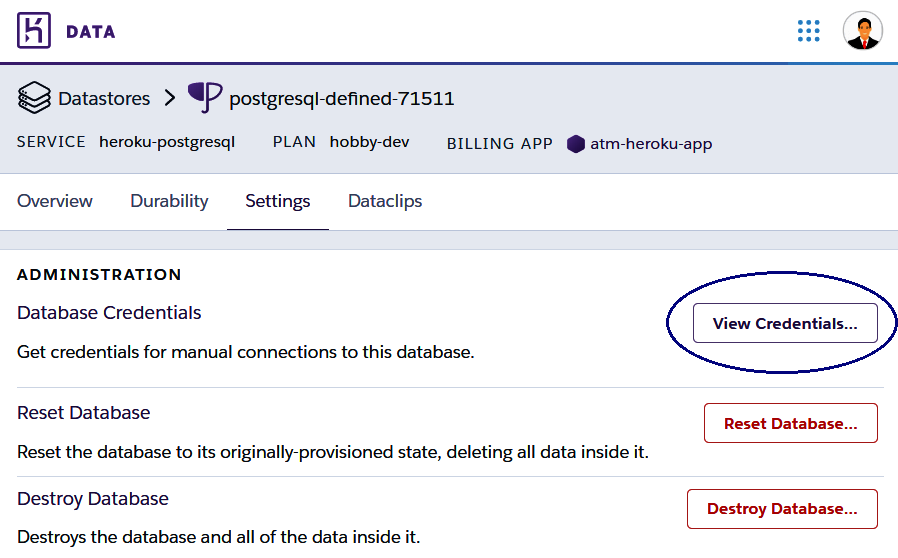 DATA
Datastores > postgresql-defined-71511
SERVICE heroku-postgresql PLAN hobby-dev BILLING APP atm-heroku-app
Overview Durability Settings Dataclips
ADMINISTRATION
Database Credentials
View Credentials...
Get credentials for manual connections to this database.
Reset Database
Reset Database...
Reset the database to its originally-provisioned state, deleting all data inside it.
Destroy Database
Destroy Database...
Destroys the database and all of the data inside it.